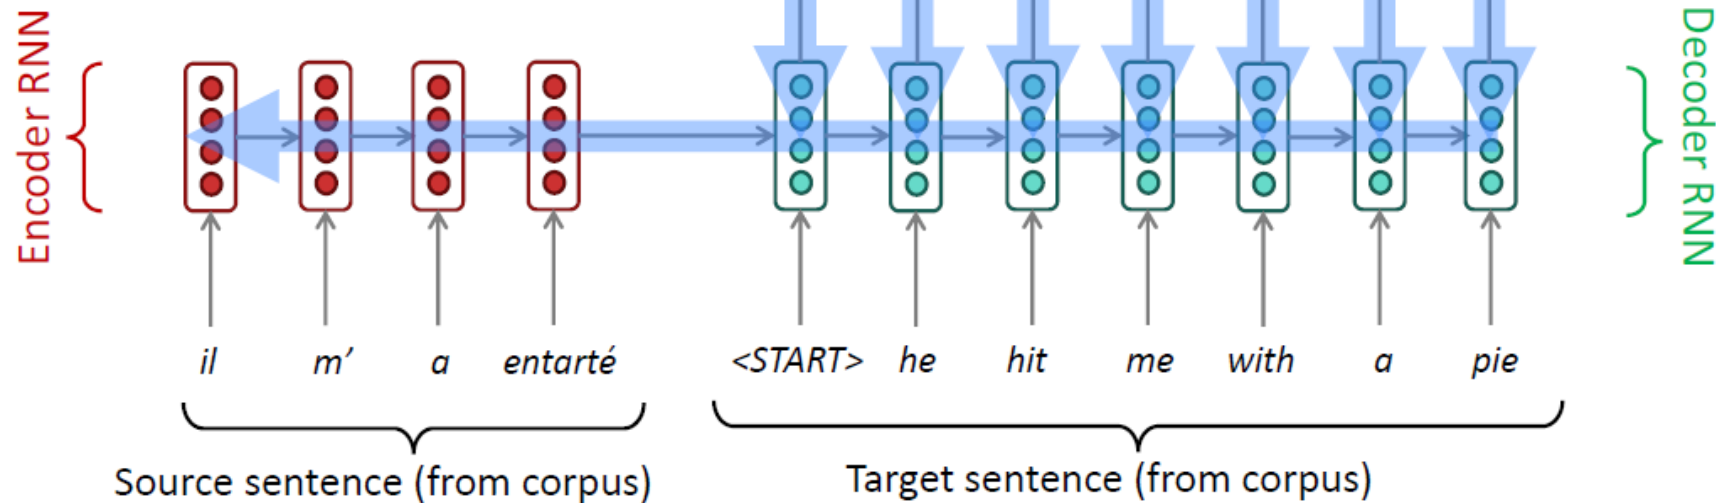 Encoder RNN
Decoder RNN
il m’ a entarté <START> he hit me with a pie
Source sentence (from corpus) Target sentence (from corpus)